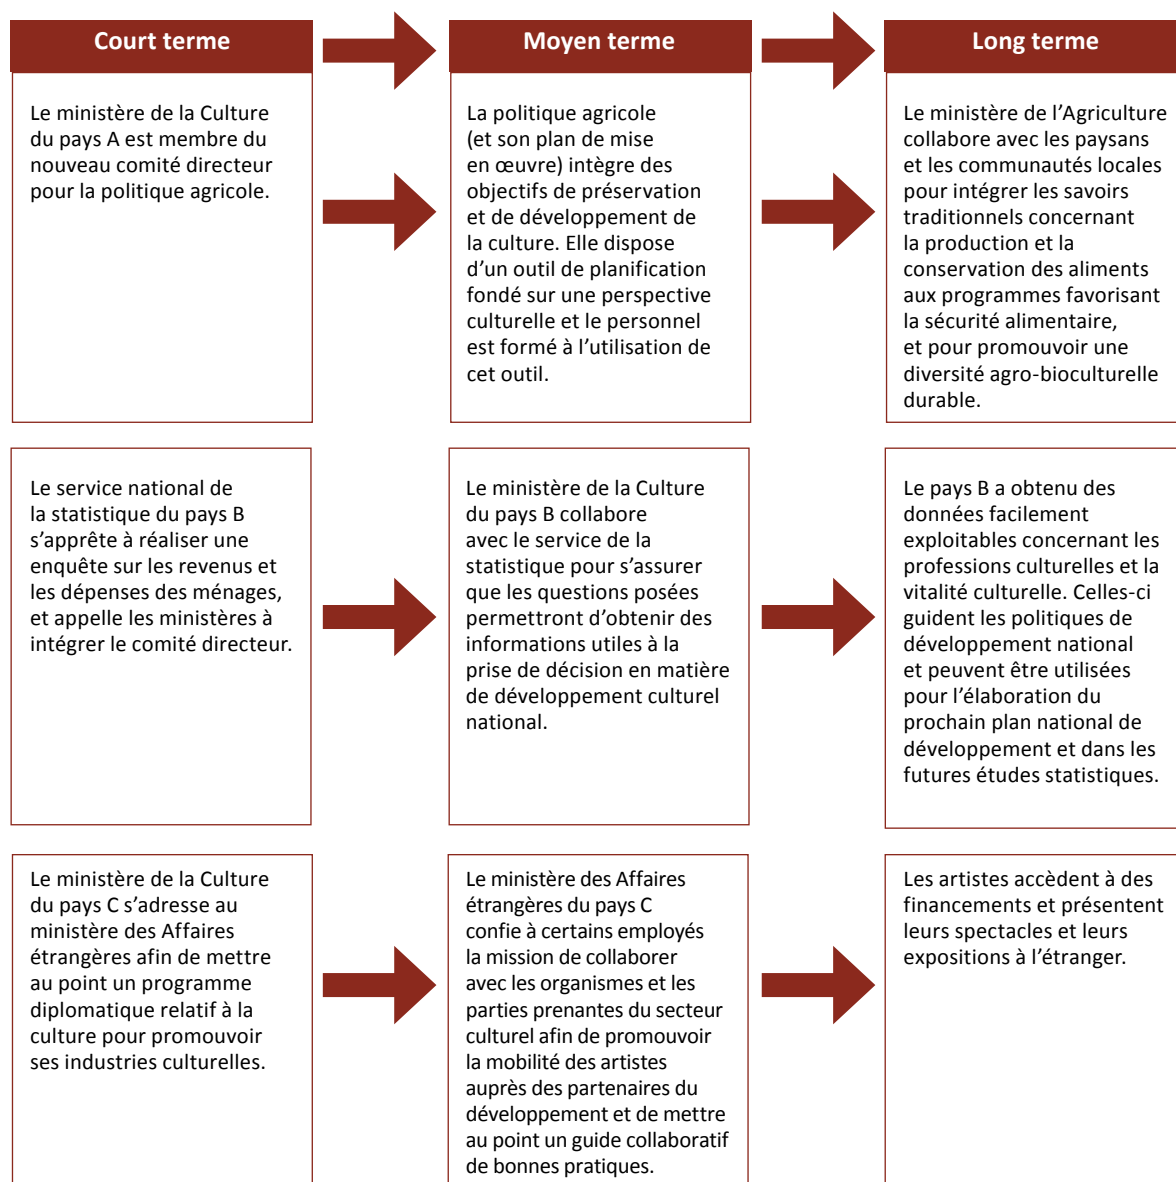 Court terme
Moyen terme
Long terme
Le ministère de la Culture
du pays A est membre du
nouveau comité directeur
pour la politique agricole.
La politique agricole
(et son plan de mise
en œuvre) intègre des
objectifs de préservation
et de développement de
la culture. Elle dispose
d’un outil de planification
fondé sur une perspective
culturelle et le personnel
est formé à l’utilisation de
cet outil.
Le ministère de l’Agriculture
collabore avec les paysans
et les communautés locales
pour intégrer les savoirs
traditionnels concernant
la production et la
conservation des aliments
aux programmes favorisant
la sécurité alimentaire,
et pour promouvoir une
diversité agro-bioculturelle
durable.
Le service national de
la statistique du pays B
s’apprête à réaliser une
enquête sur les revenus et
les dépenses des ménages,
et appelle les ministères à
intégrer le comité directeur.
Le ministère de la Culture
du pays B collabore
avec le service de la
statistique pour s’assurer
que les questions posées
permettront d’obtenir des
informations utiles à la
prise de décision en matière
de développement culturel
national.
Le pays B a obtenu des
données facilement
exploitables concernant les
professions culturelles et la
vitalité culturelle. Celles-ci
guident les politiques de
développement national
et peuvent être utilisées
pour l’élaboration du
prochain plan national de
développement et dans les
futures études statistiques.
Le ministère de la Culture
du pays C s’adresse au
ministère des Affaires
étrangères afin de mettre
au point un programme
diplomatique relatif à la
culture pour promouvoir
ses industries culturelles.
Le ministère des Affaires
étrangères du pays C
confie à certains employés
la mission de collaborer
avec les organismes et les
parties prenantes du secteur
culturel afin de promouvoir
la mobilité des artistes
auprès des partenaires du
développement et de mettre
au point un guide collaboratif
de bonnes pratiques.
Les artistes accèdent à des
financements et présentent
leurs spectacles et leurs
expositions à l’étranger.